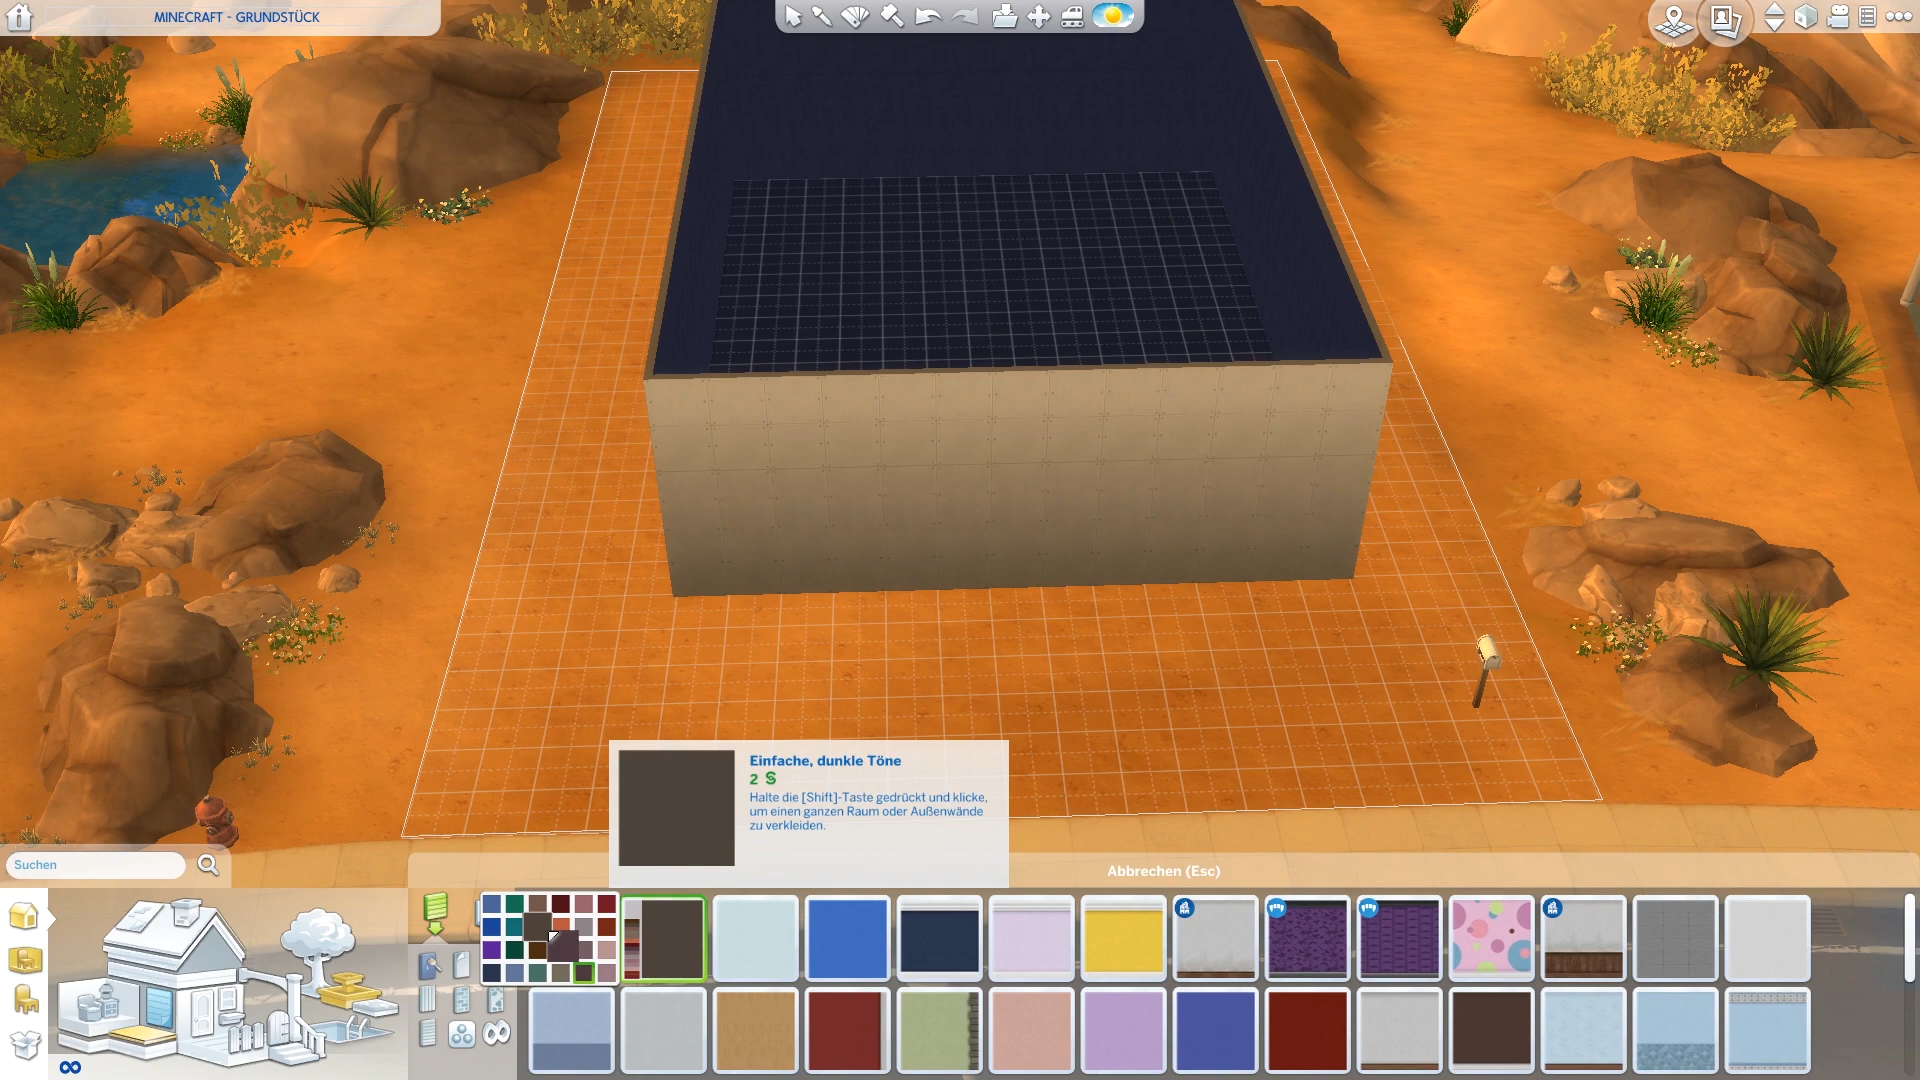 MINECRAFT - GRUNDSTÜCK
Einfache, dunkle Töne
2 §
Halte die [Shift]-Taste gedrückt und klicke,
um einen ganzen Raum oder Außenwände
zu verkleiden.
Suchen
Abbrechen (Esc)